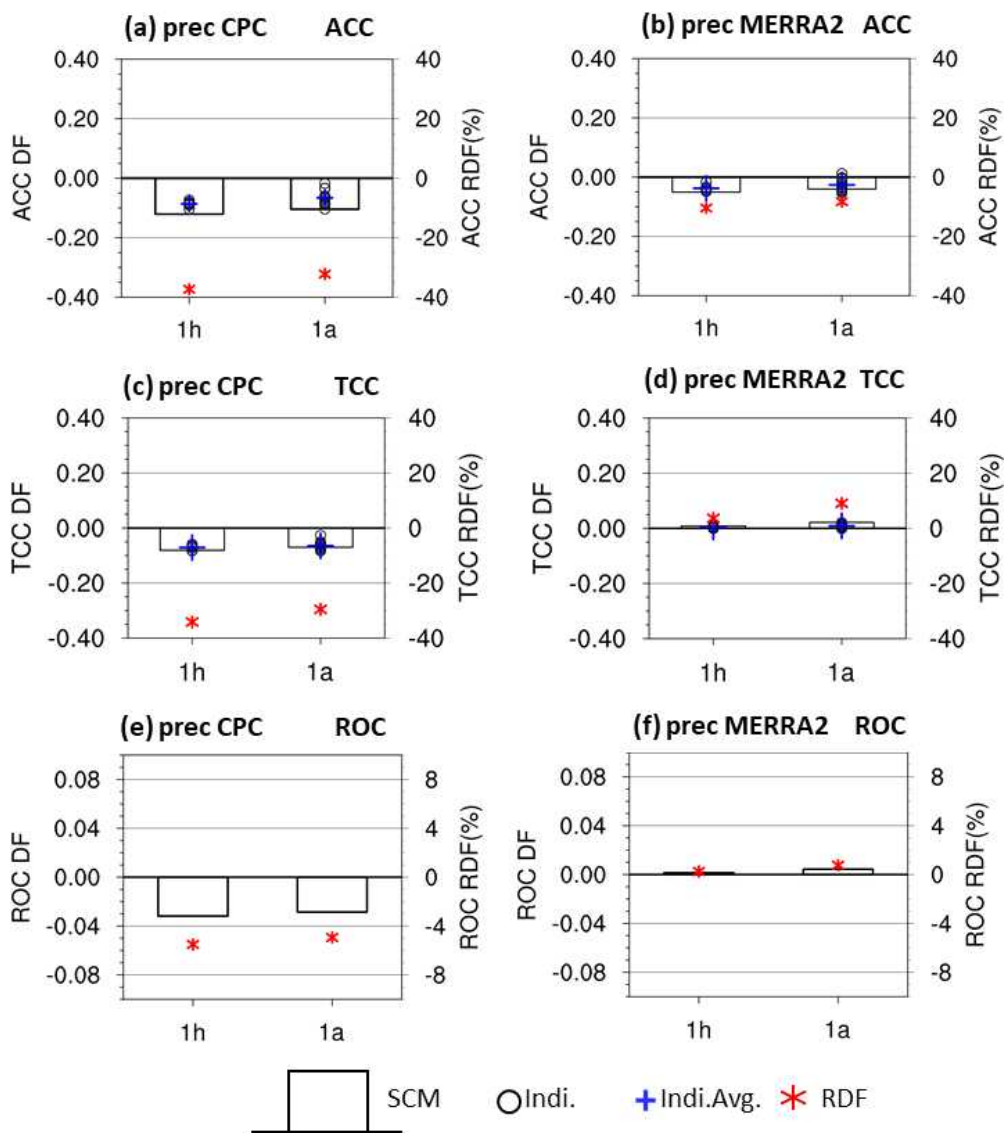 (a) prec CPC ACC
0.40
0.20
0.00
-0.20
-0.40
ACC DF
40
20
0
-20
-40
ACC RDF(%)
1h 1a
(b) prec MERRA2 ACC
0.40
0.20
0.00
-0.20
-0.40
ACC DF
40
20
0
-20
-40
ACC RDF(%)
1h 1a
(c) prec CPC TCC
0.40
0.20
0.00
-0.20
-0.40
TCC DF
40
20
0
-20
-40
TCC RDF(%)
1h 1a
(d) prec MERRA2 TCC
0.40
0.20
0.00
-0.20
-0.40
TCC DF
40
20
0
-20
-40
TCC RDF(%)
1h 1a
(e) prec CPC ROC
0.08
0.04
0.00
-0.04
-0.08
ROC DF
8
4
0
-4
-8
ROC RDF(%)
1h 1a
(f) prec MERRA2 ROC
0.08
0.04
0.00
-0.04
-0.08
ROC DF
8
4
0
-4
-8
ROC RDF(%)
1h 1a
SCM Indi. Indi.Avg. RDF